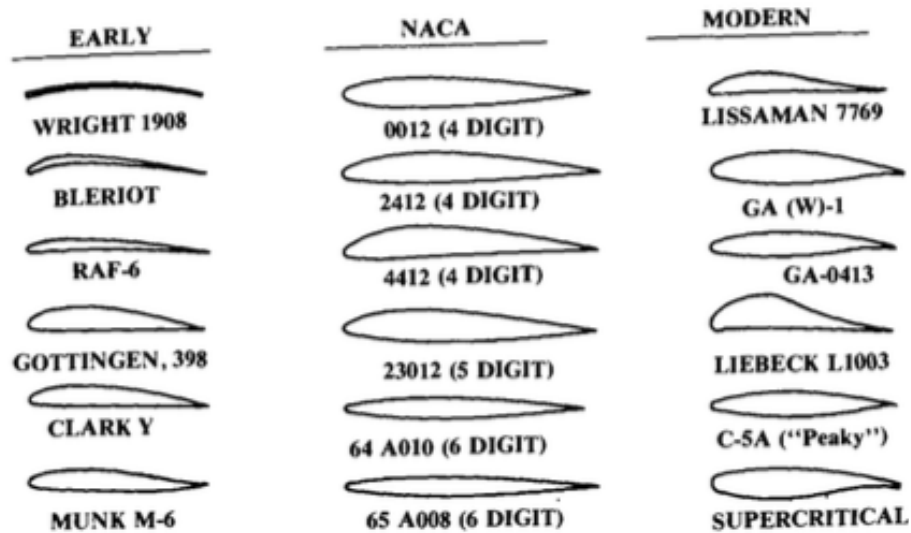 EARLY
WRIGHT 1908
BLERIOT
RAF-6
GOTTINGEN, 398
CLARK Y
MUNK M-6
NACA
0012 (4 DIGIT)
2412 (4 DIGIT)
4412 (4 DIGIT)
23012 (5 DIGIT)
64 A010 (6 DIGIT)
65 A008 (6 DIGIT)
MODERN
LISSAMAN 7769
GA (W)-1
GA-0413
LIEBECK L1003
C-5A ("Peaky")
SUPERCRITICAL